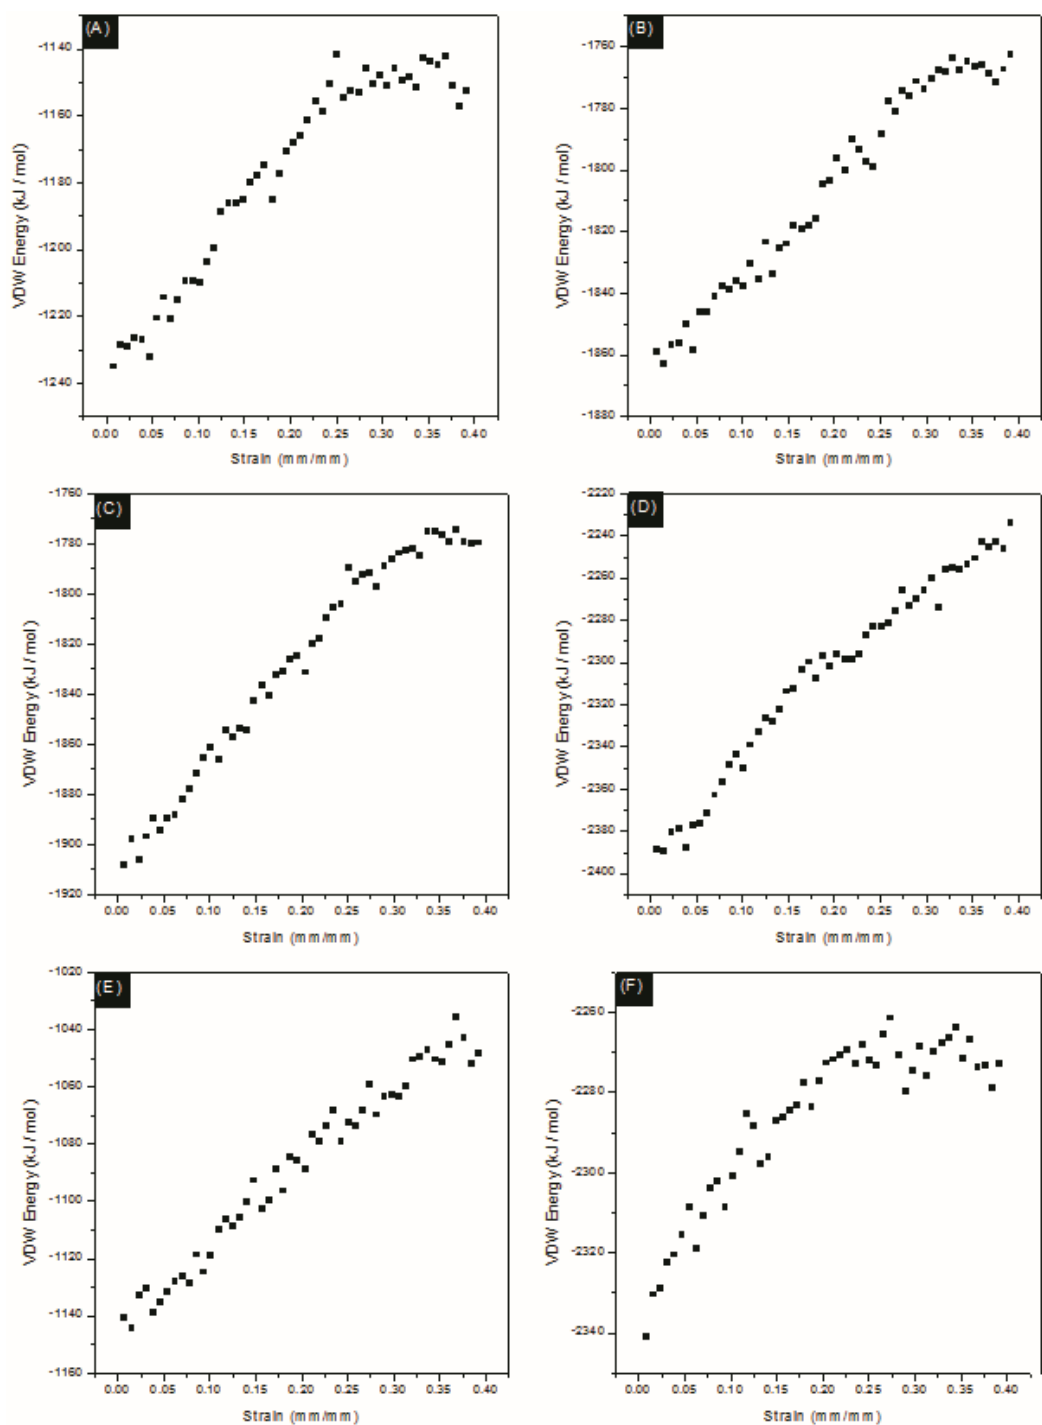 (A)
VDW Energy (kJ / mol)
-1140
-1160
-1180
-1200
-1220
-1240
0.00 0.05 0.10 0.15 0.20 0.25 0.30 0.35 0.40
Strain (mm/mm)
(B)
VDW Energy (kJ / mol)
-1760
-1780
-1800
-1820
-1840
-1860
-1880
0.00 0.05 0.10 0.15 0.20 0.25 0.30 0.35 0.40
Strain (mm/mm)
(C)
VDW Energy (kJ / mol)
-1760
-1780
-1800
-1820
-1840
-1860
-1880
-1900
-1920
0.00 0.05 0.10 0.15 0.20 0.25 0.30 0.35 0.40
Strain (mm/mm)
(D)
VDW Energy (kJ / mol)
-2220
-2240
-2260
-2280
-2300
-2320
-2340
-2360
-2380
-2400
0.00 0.05 0.10 0.15 0.20 0.25 0.30 0.35 0.40
Strain (mm/mm)
(E)
VDW Energy (kJ / mol)
-1020
-1040
-1060
-1080
-1100
-1120
-1140
-1160
0.00 0.05 0.10 0.15 0.20 0.25 0.30 0.35 0.40
Strain (mm/mm)
(F)
VDW Energy (kJ / mol)
-2260
-2280
-2300
-2320
-2340
0.00 0.05 0.10 0.15 0.20 0.25 0.30 0.35 0.40
Strain (mm/mm)